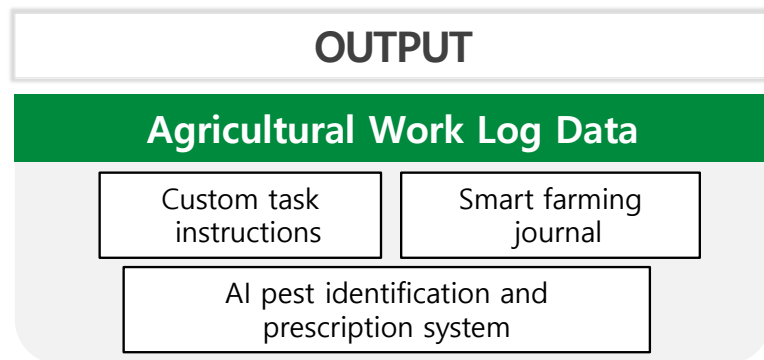 OUTPUT
Agricultural Work Log Data
Custom task
instructions
Smart farming
journal
AI pest identification and
prescription system